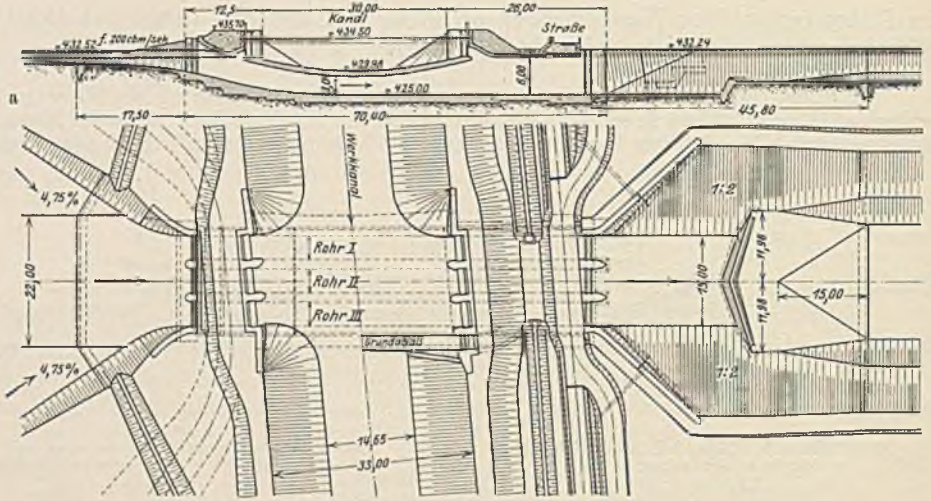 12,5 30,00 26,00
Kanal
435,70
434,50
Straße
432,52 f. 200cbm/sek
433,24
429,98
6,00
425,00
a
17,50 70,40 45,80
Werkkanal
4,75%
1:2
22,00
Rohr I
Rohr II
Rohr III
15,00
11,98
11,98
15,00
Grundablaß
4,75%
1:2
14,65
33,00